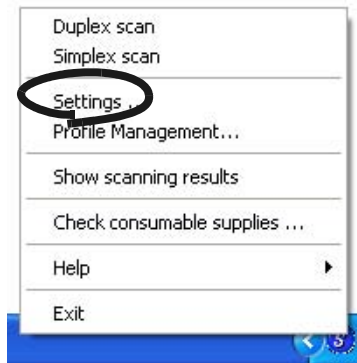 Duplex scan
Simplex scan
Settings ...
Profile Management...
Show scanning results
Check consumable supplies ...
Help
Exit
S